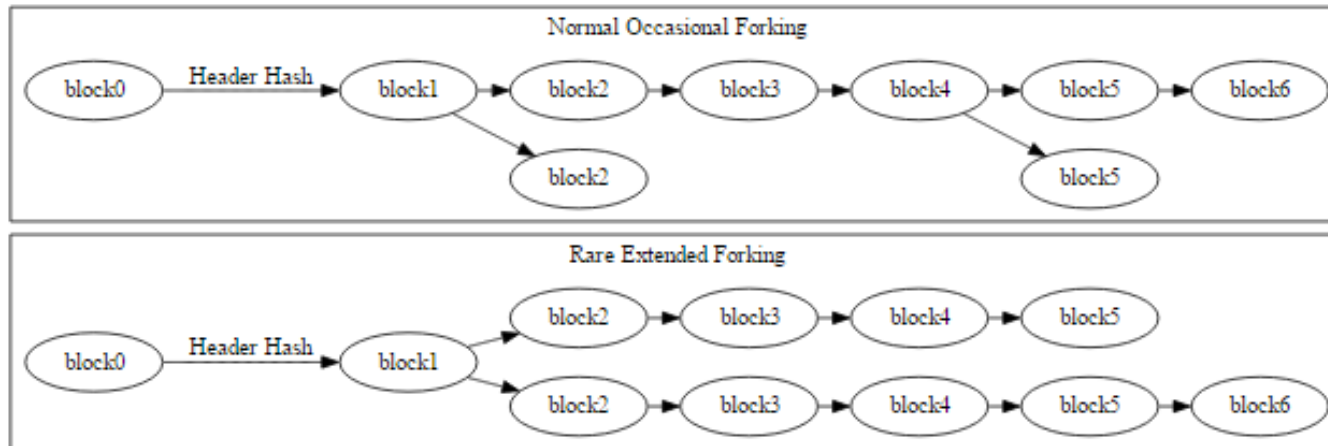 Normal Occasional Forking
block0 Header Hash block1 block2 block3 block4 block5 block6
block2 block5
Rare Extended Forking
block2 block3 block4 block5
block0 Header Hash block1
block2 block3 block4 block5 block6